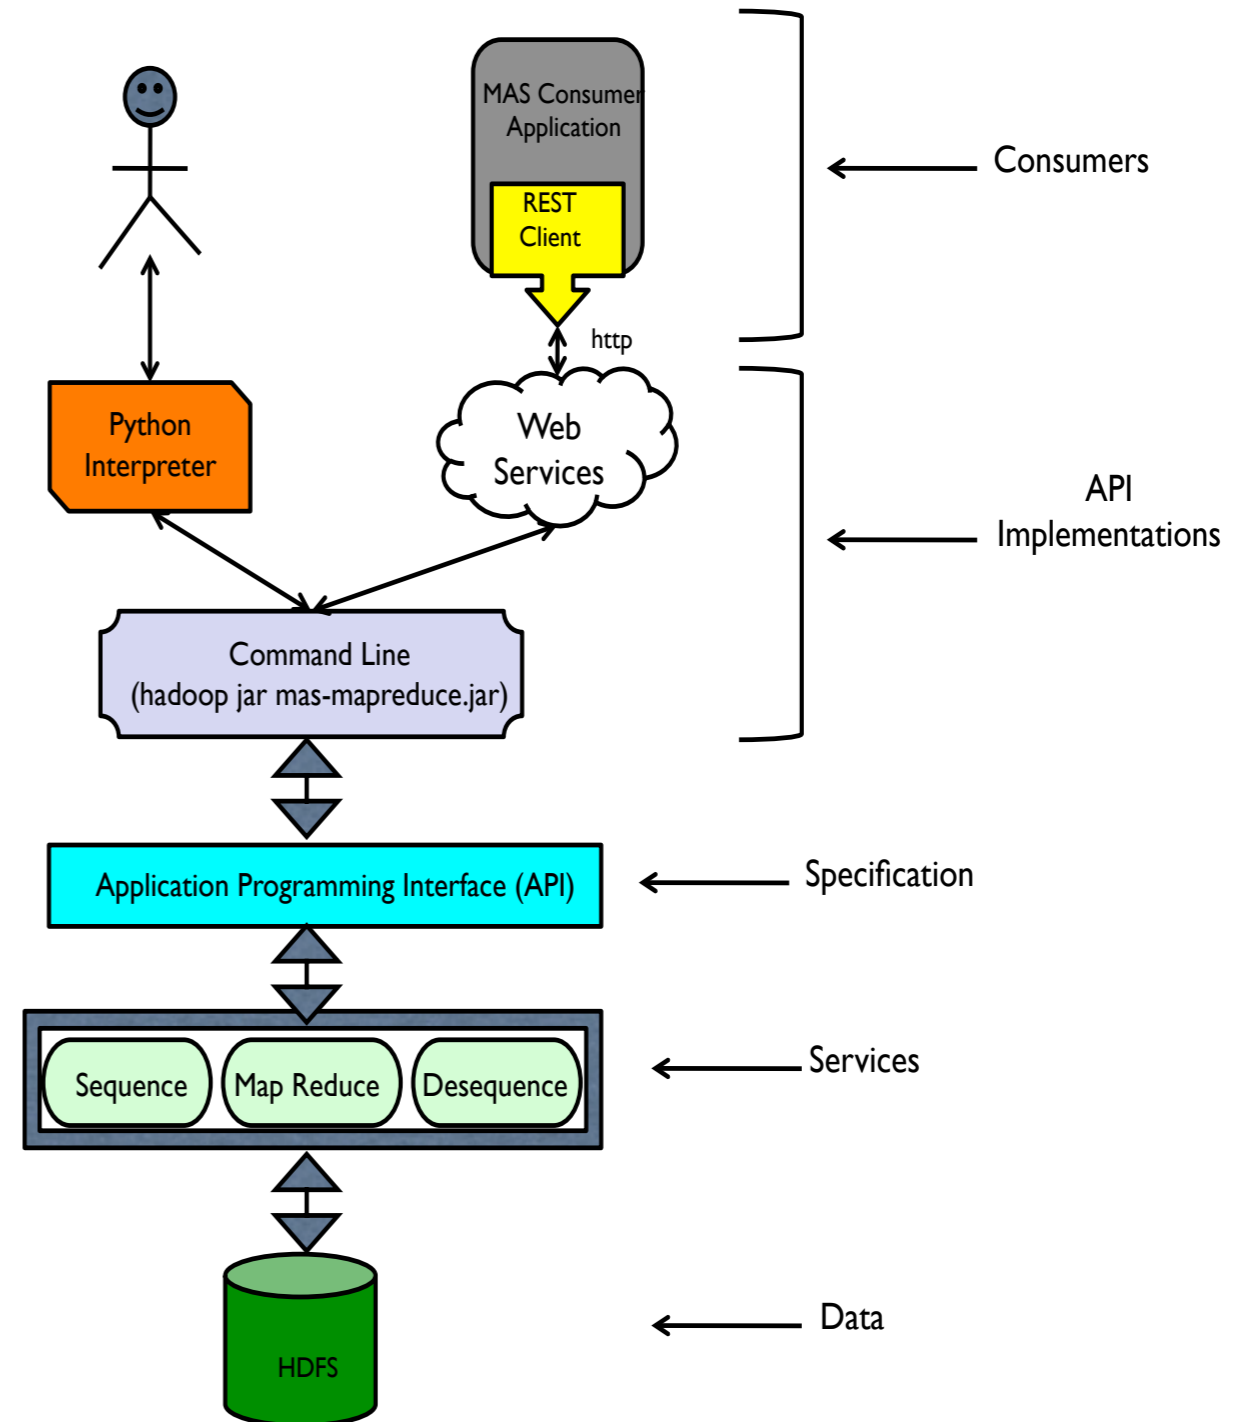 MAS Consumer
Application
REST
Client
http
Consumers
Python
Interpreter
Web
Services
API
Implementations
Command Line
(hadoop jar mas-mapreduce.jar)
Application Programming Interface (API)
Specification
Sequence
Map Reduce
Desequence
Services
HDFS
Data